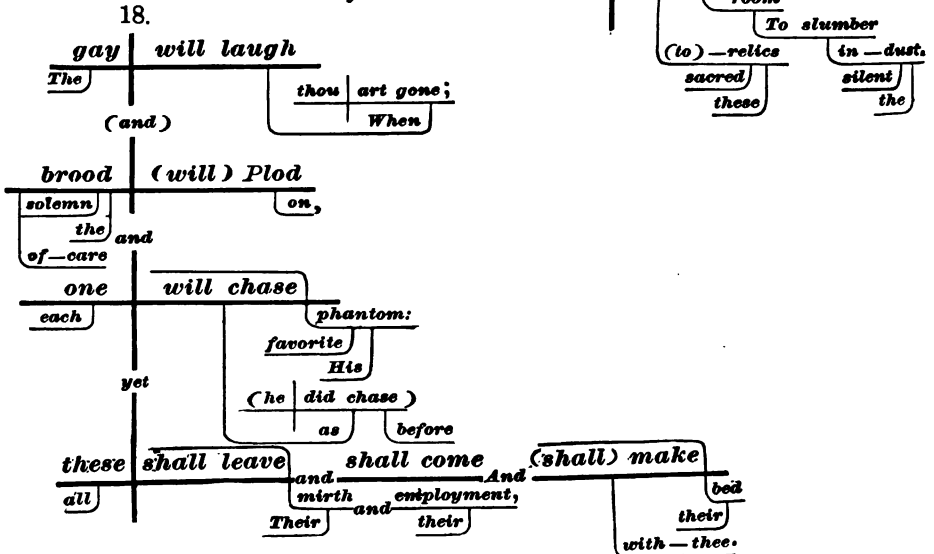 18.
gay will laugh
The
thou art gone;
When
(and)
brood (will) Plod
solemn
on,
the
and
of—care
one will chase
each
phantom:
favorite
His
yet
(he did chase)
as before
these shall leave and shall come And (shall) make
all
mirth and employment,
Their their
bed
their
with—thee.
To slumber
(to)—relics
in—dust.
sacred
silent
these
the